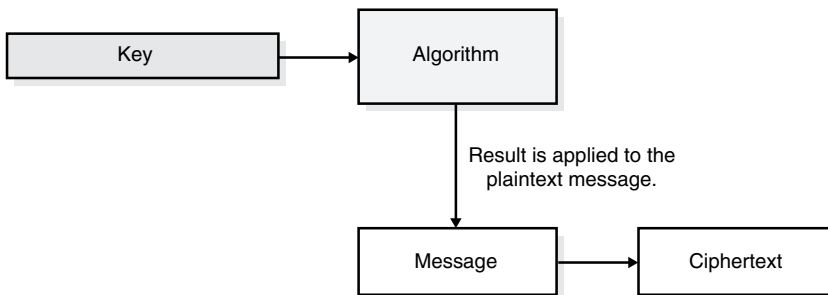 Key
Algorithm
Result is applied to the
plaintext message.
Message
Ciphertext